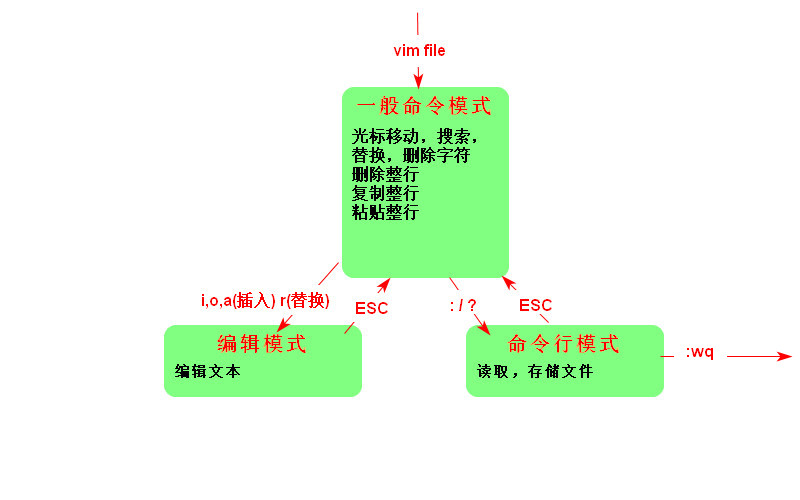 vim file
一般命令模式
光标移动，搜索，
替换，删除字符
删除整行
复制整行
粘贴整行
i,o,a(插入) r(替换)
ESC
: / ?
ESC
编辑模式
编辑文本
命令行模式
读取，存储文件
:wq